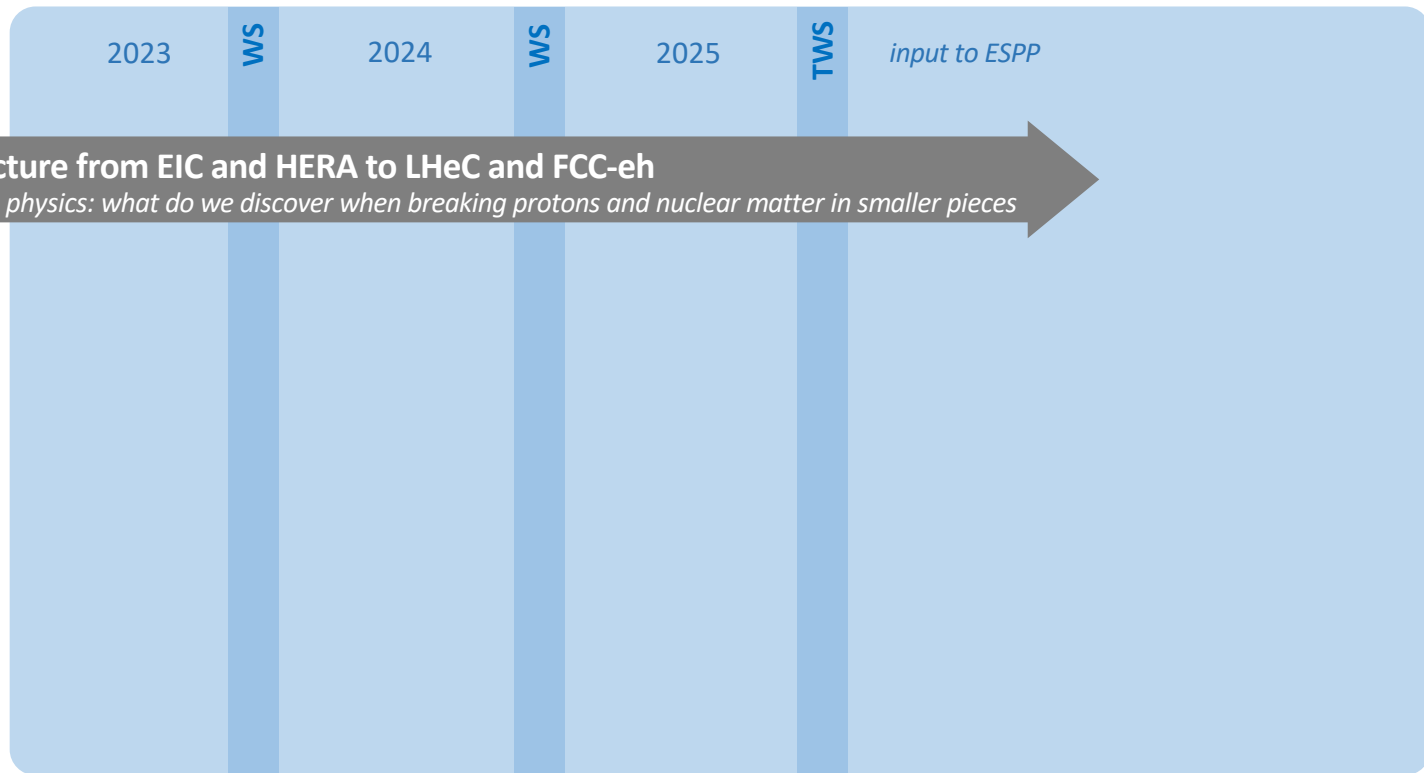 2023 WS 2024 WS 2025 TWS input to ESPP
cture from EIC and HERA to LHeC and FCC-eh
physics: what do we discover when breaking protons and nuclear matter in smaller pieces